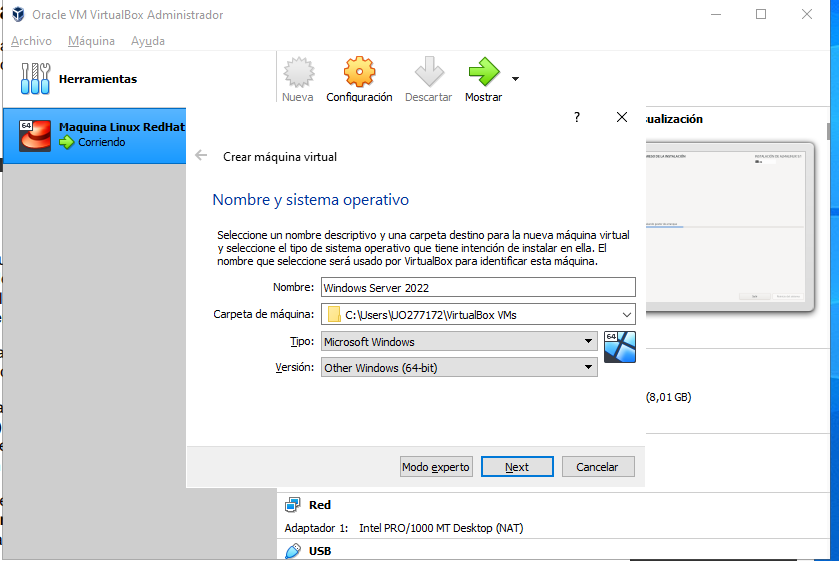 Oracle VM VirtualBox Administrador
Archivo Máquina Ayuda
Herramientas
Nueva Configuración Descartar Mostrar
64 Maquina Linux RedHat
Corriendo
?
ualización
Crear máquina virtual
Nombre y sistema operativo
Seleccione un nombre descriptivo y una carpeta destino para la nueva máquina virtual
y seleccione el tipo de sistema operativo que tiene intención de instalar en ella. El
nombre que seleccione será usado por VirtualBox para identificar esta máquina.
Nombre: Windows Server 2022
Carpeta de máquina: C:\Users\UO277172\VirtualBox VMs
Tipo: Microsoft Windows
64
Versión: Other Windows (64-bit)
(8,01 GB)
Modo experto Next Cancelar
Red
Adaptador 1: Intel PRO/1000 MT Desktop (NAT)
USB